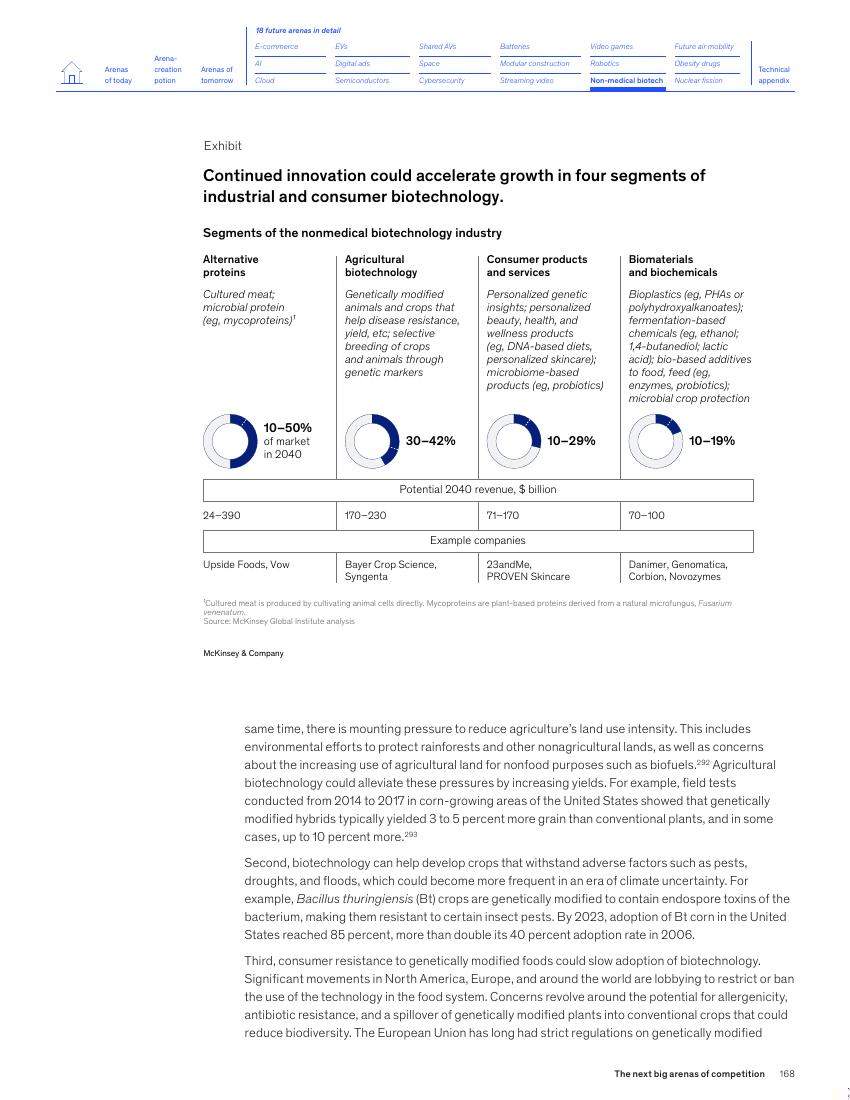 18 future arenas in detail
Arenas of today
Arena-creation potion
Arenas of tomorrow
E-commerce EVs Shared AVs Batteries Video games Future air mobility
AI Digital ads Space Modular construction Robotics Obesity drugs
Cloud Semiconductors Cybersecurity Streaming video Non-medical biotech Nuclear fission
Technical appendix
Exhibit
Continued innovation could accelerate growth in four segments of
industrial and consumer biotechnology.
Segments of the nonmedical biotechnology industry
Alternative
proteins
Cultured meat;
microbial protein
(eg, mycoproteins)¹
10–50%
of market
in 2040
Agricultural
biotechnology
Genetically modified
animals and crops that
help disease resistance,
yield, etc; selective
breeding of crops
and animals through
genetic markers
30–42%
Consumer products
and services
Personalized genetic
insights; personalized
beauty, health, and
wellness products
(eg, DNA-based diets,
personalized skincare);
microbiome-based
products (eg, probiotics)
10–29%
Biomaterials
and biochemicals
Bioplastics (eg, PHAs or
polyhydroxyalkanoates);
fermentation-based
chemicals (eg, ethanol;
1,4-butanediol; lactic
acid); bio-based additives
to food, feed (eg,
enzymes, probiotics);
microbial crop protection
10–19%
Potential 2040 revenue, $ billion
24–390 170–230 71–170 70–100
Example companies
Upside Foods, Vow
Bayer Crop Science,
Syngenta
23andMe,
PROVEN Skincare
Danimer, Genomatica,
Corbion, Novozymes
¹Cultured meat is produced by cultivating animal cells directly. Mycoproteins are plant-based proteins derived from a natural microfungus, Fusarium
venenatum..
Source: McKinsey Global Institute analysis
McKinsey & Company
same time, there is mounting pressure to reduce agriculture’s land use intensity. This includes
environmental efforts to protect rainforests and other nonagricultural lands, as well as concerns
about the increasing use of agricultural land for nonfood purposes such as biofuels.²⁹² Agricultural
biotechnology could alleviate these pressures by increasing yields. For example, field tests
conducted from 2014 to 2017 in corn-growing areas of the United States showed that genetically
modified hybrids typically yielded 3 to 5 percent more grain than conventional plants, and in some
cases, up to 10 percent more.²⁹³
Second, biotechnology can help develop crops that withstand adverse factors such as pests,
droughts, and floods, which could become more frequent in an era of climate uncertainty. For
example, Bacillus thuringiensis (Bt) crops are genetically modified to contain endospore toxins of the
bacterium, making them resistant to certain insect pests. By 2023, adoption of Bt corn in the United
States reached 85 percent, more than double its 40 percent adoption rate in 2006.
Third, consumer resistance to genetically modified foods could slow adoption of biotechnology.
Significant movements in North America, Europe, and around the world are lobbying to restrict or ban
the use of the technology in the food system. Concerns revolve around the potential for allergenicity,
antibiotic resistance, and a spillover of genetically modified plants into conventional crops that could
reduce biodiversity. The European Union has long had strict regulations on genetically modified
The next big arenas of competition 168